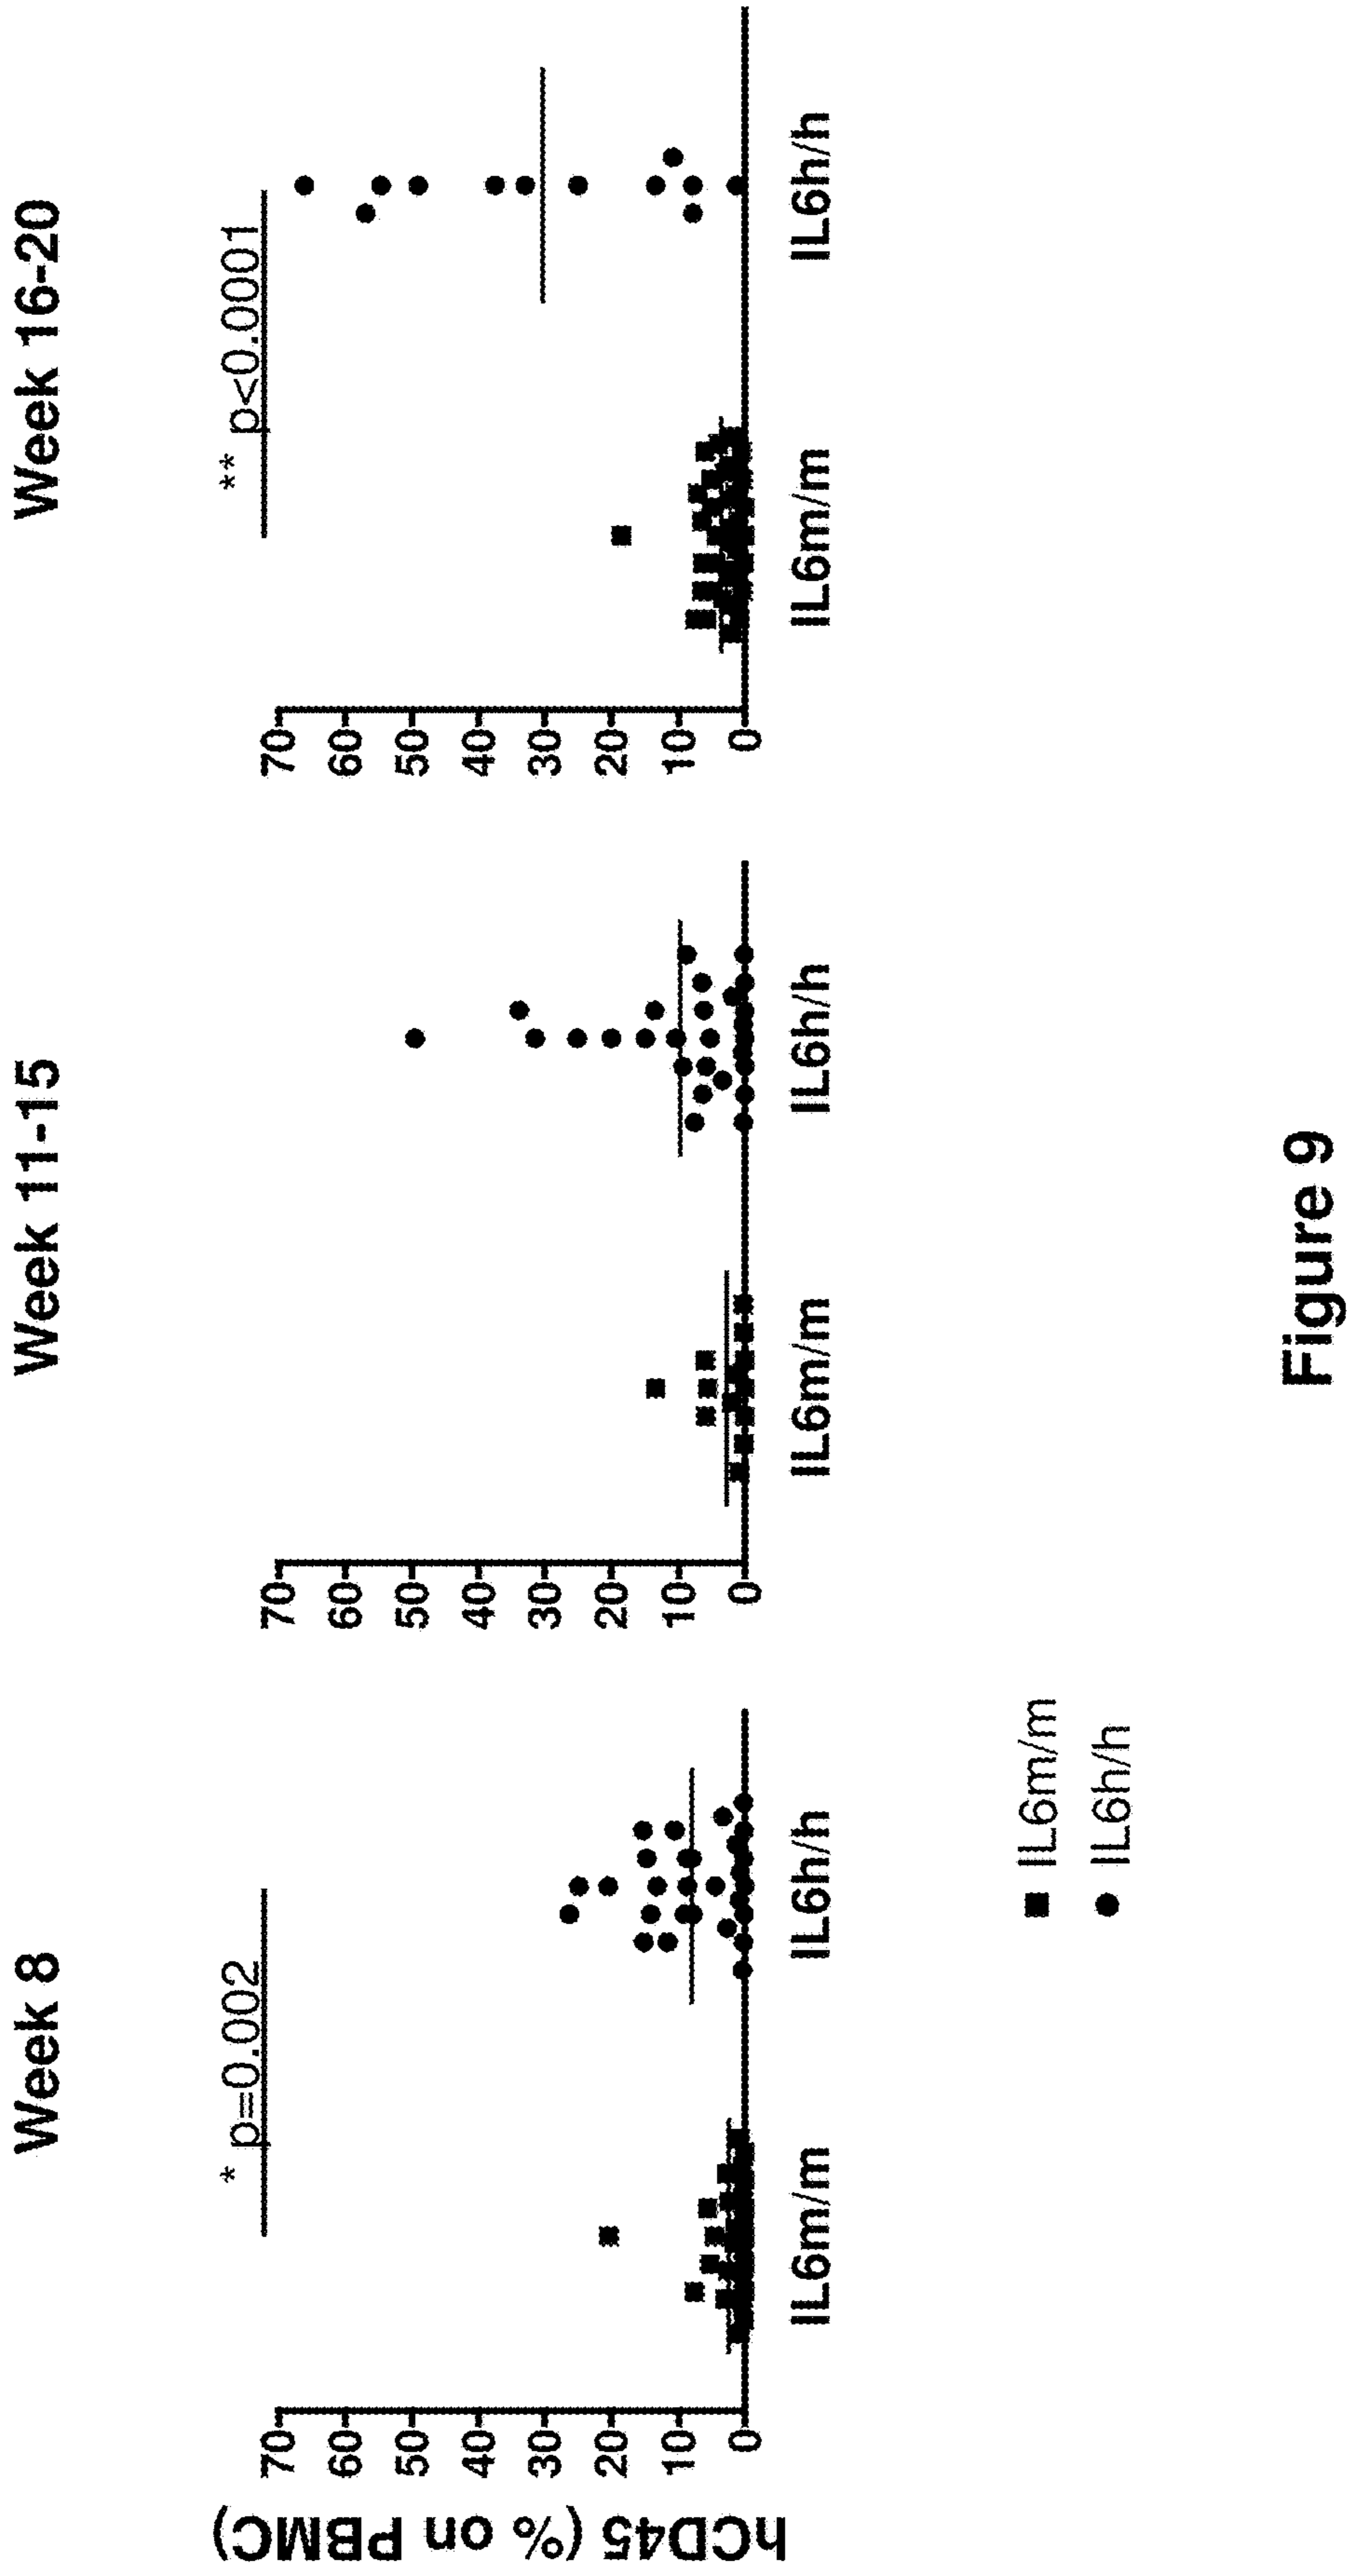 Week 8
Week 11-15
Week 16-20
* p=0.002
** p<0.0001
hCD45 (% on PBMC)
70
60
50
40
30
20
10
0
70
60
50
40
30
20
10
0
70
60
50
40
30
20
10
0
IL6m/m
IL6h/h
IL6m/m
IL6h/h
IL6m/m
IL6h/h
IL6m/m
IL6h/h
Figure 9